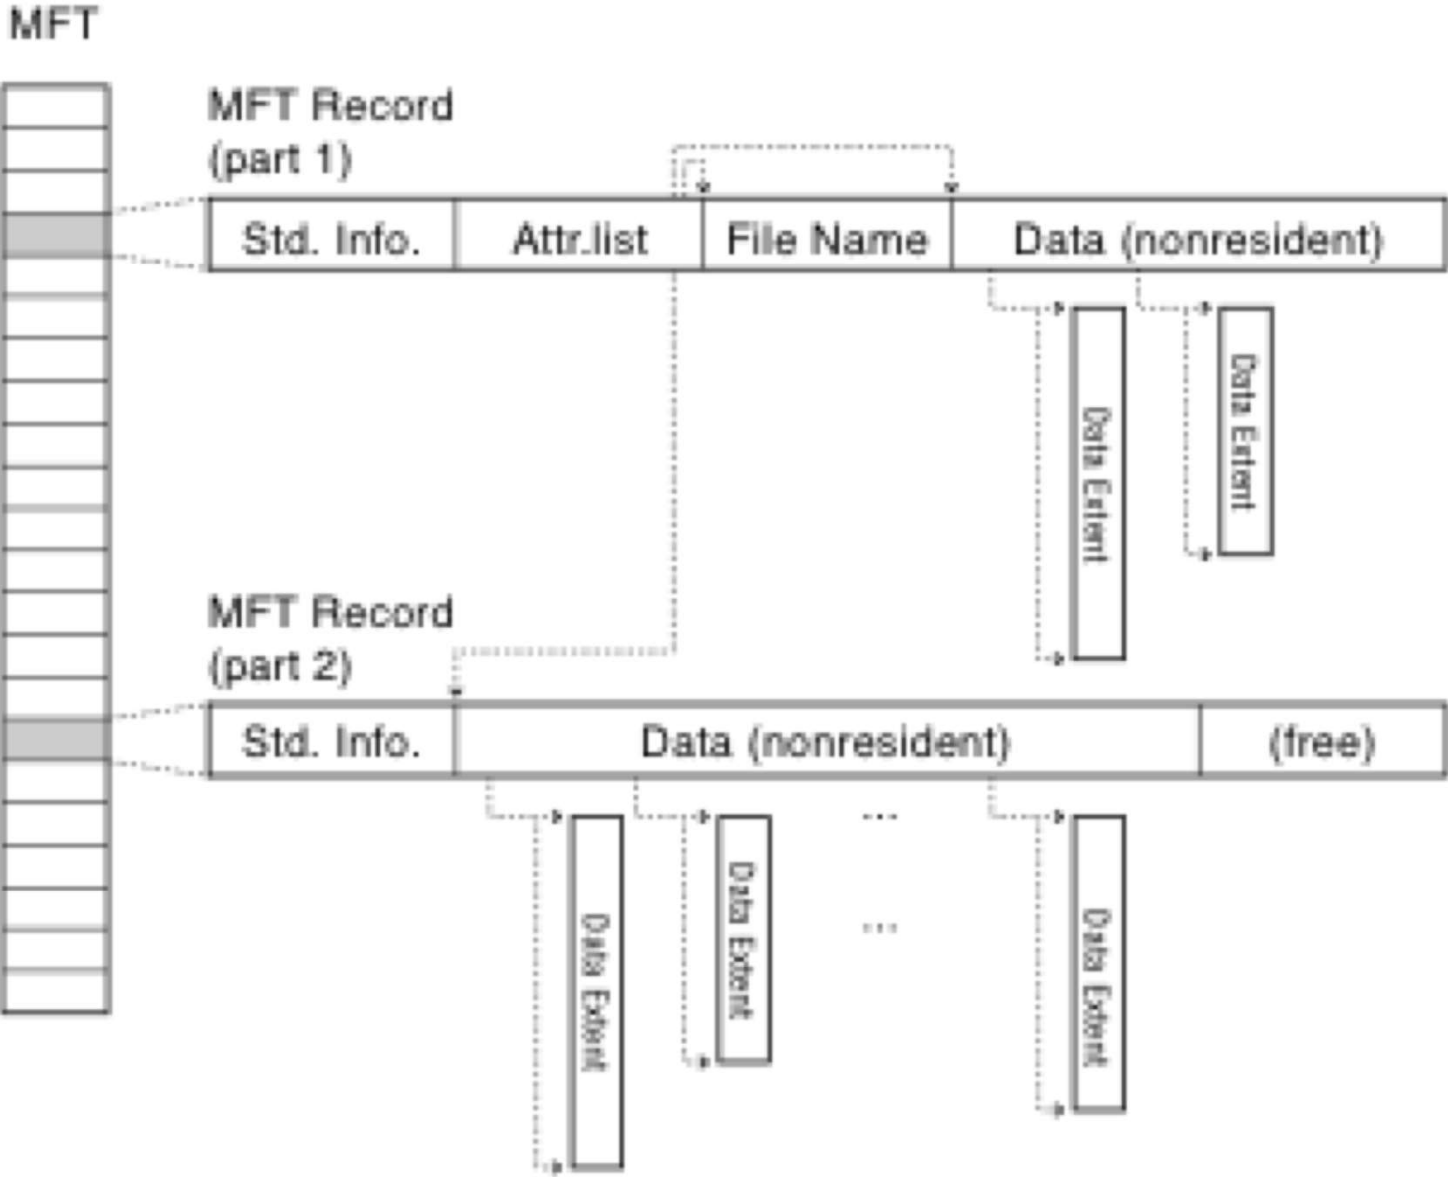 MFT
MFT Record
(part 1)
Std. Info.
Attr.list
File Name
Data (nonresident)
Data Extent
Data Extent
MFT Record
(part 2)
Std. Info.
Data (nonresident)
(free)
Data Extent
Data Extent
...
...
Data Extent